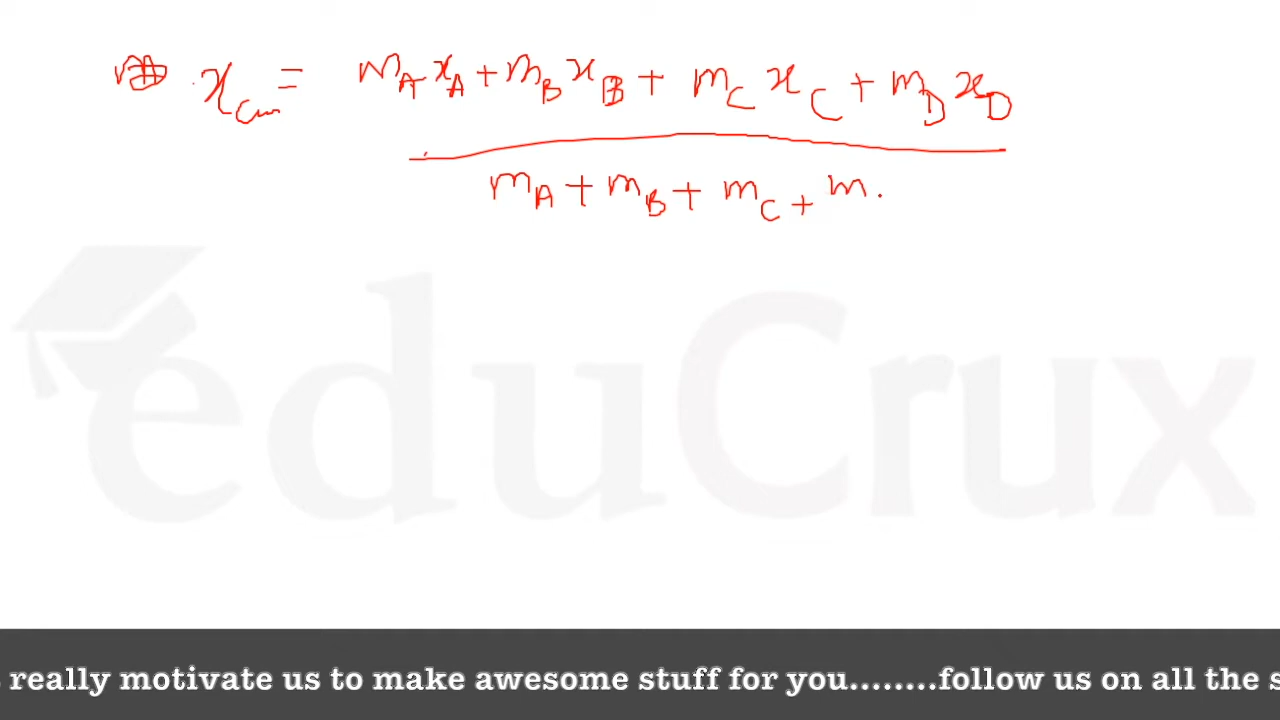 x_cm = m_A x_A + m_B x_B + m_C x_C + m_D x_D
m_A + m_B + m_C + m.
eduCrux
really motivate us to make awesome stuff for you........follow us on all the s